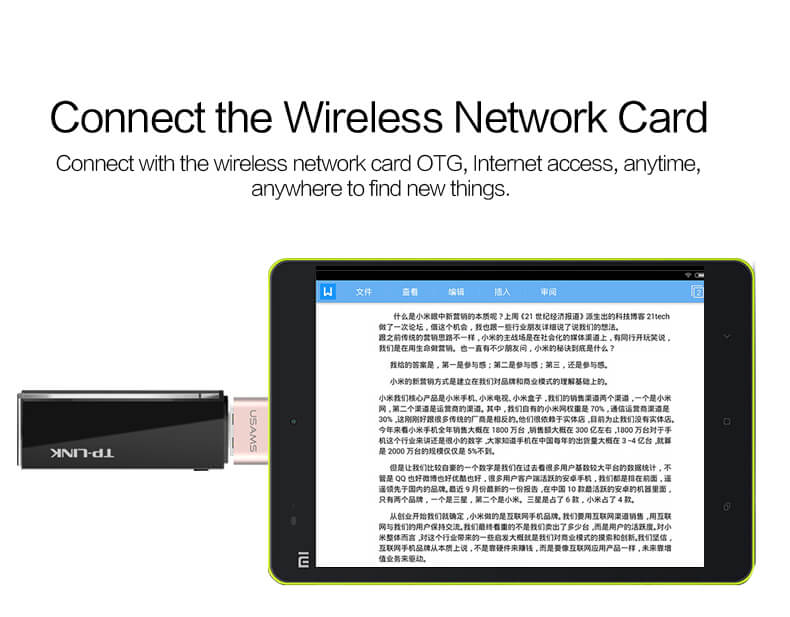 Connect the Wireless Network Card
Connect with the wireless network card OTG, Internet access, anytime,
anywhere to find new things.
文件 查看 编辑 插入 审阅 2
什么是小米眼中新营销的本质呢？上周《21 世纪经济报道》派生出的科技博客 21tech
做了一次论坛，借这个机会，我也跟一些行业朋友详细说了说我们的想法。
跟之前传统的营销思路不一样，小米的主战场是在社会化的媒体渠道上，有同行开玩笑说，
我们是在用生命做营销。也一直有不少朋友问，小米的秘诀到底是什么？
我给的答案是，第一是参与感；第二是参与感；第三，还是参与感。
小米的新营销方式是建立在我们对品牌和商业模式的理解基础上的。
小米我们核心产品是小米手机、小米电视、小米盒子，我们的销售渠道两个渠道，一个是小米
网，第二个渠道是运营商的渠道。其中，我们自有的小米网权重是 70%，通信运营商渠道是
30%，这刚刚好跟很多传统的厂商是相反的。他们很依赖于实体店，目前为止我们没有实体店。
今年来看小米手机全年销售大概在 1800 万台，销售额大概在 300 亿左右，1800 万台对于手
机这个行业来讲还是很小的数字，大家知道手机在中国每年的出货量大概在 3 ~4 亿台，就算
是 2000 万台的规模仅仅是 5%不到。
但是让我们比较自豪的一个数字是我们在过去看很多用户基数较大平台的数据统计，不
管是 QQ 也好微博也好优酷也好，很多用户客户端活跃的安卓手机，我们都是排在前面，遥
遥领先于国内的品牌。最近 9 月份最新的一份报告，在中国 10 款最活跃的安卓的机器里面，
只有两个品牌，一个是三星，第二个是小米。三星是占了 6 款，小米占了 4 款。
从创业开始我们就确定，小米做的是互联网手机品牌。我们要用互联网渠道销售，用互联
网与我们的用户保持交流。我们最终看重的不是我们卖出了多少台，而是用户的活跃度。对小
米整体而言，对这个行业带来的一些启发大概就是我们对商业模式的摸索和创新。我们坚信，
互联网手机品牌从本质上说，不是靠硬件来赚钱，而是要像互联网应用产品一样，未来靠增
值业务来驱动。
TP-LINK
USAMS